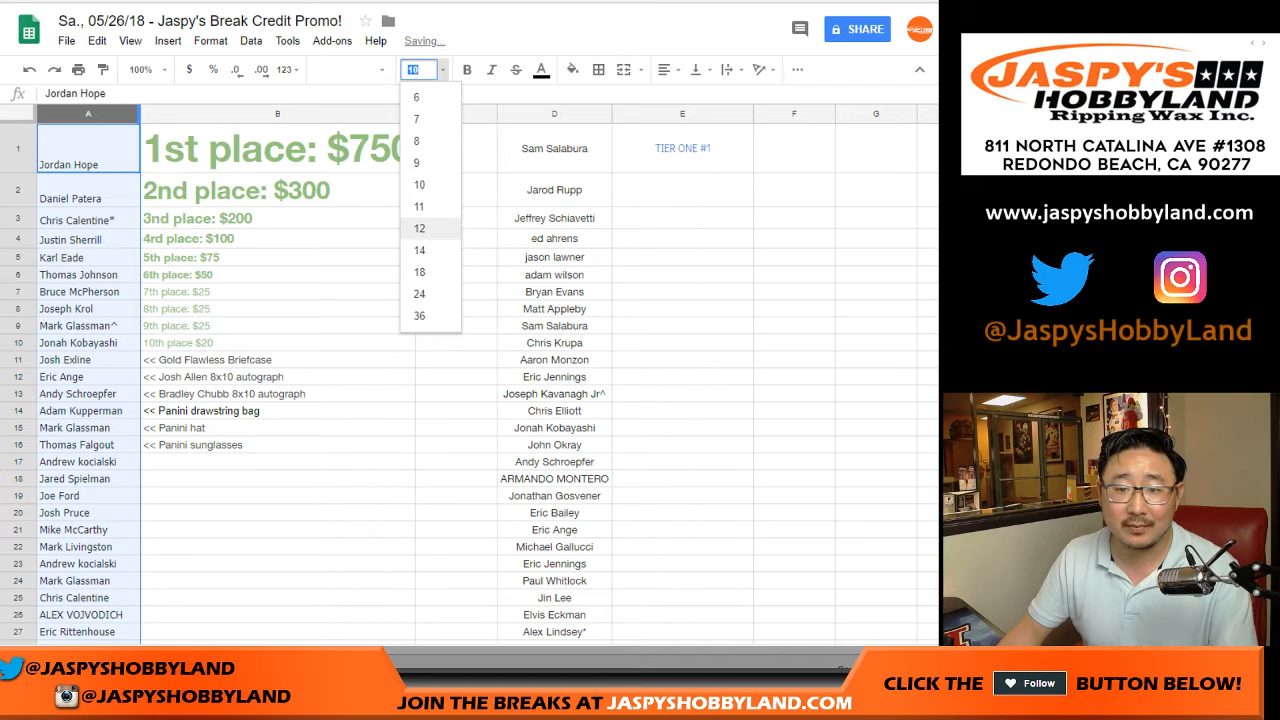 Sa., 05/26/18 - Jaspy's Break Credit Promo!
File Edit View Insert Format Data Tools Add-ons Help Saving...
SHARE
100% $ % .0 .00 123 10 B I S A
fx Jordan Hope
A B D E F G
1 Jordan Hope 1st place: $750 Sam Salabura TIER ONE #1
2 Daniel Patera 2nd place: $300 Jarod Rupp
3 Chris Calentine* 3nd place: $200 Jeffrey Schiavetti
4 Justin Sherrill 4rd place: $100 ed ahrens
5 Karl Eade 5th place: $75 jason lawner
6 Thomas Johnson 6th place: $50 adam wilson
7 Bruce McPherson 7th place: $25 Bryan Evans
8 Joseph Krol 8th place: $25 Matt Appleby
9 Mark Glassman^ 9th place: $25 Sam Salabura
10 Jonah Kobayashi 10th place $20 Chris Krupa
11 Josh Exline << Gold Flawless Briefcase Aaron Monzon
12 Eric Ange << Josh Allen 8x10 autograph Eric Jennings
13 Andy Schroepfer << Bradley Chubb 8x10 autograph Joseph Kavanagh Jr^
14 Adam Kupperman << Panini drawstring bag Chris Elliott
15 Mark Glassman << Panini hat Jonah Kobayashi
16 Thomas Falgout << Panini sunglasses John Okray
17 Andrew kocialski Andy Schroepfer
18 Jared Spielman ARMANDO MONTERO
19 Joe Ford Jonathan Gosvener
20 Josh Pruce Eric Bailey
21 Mike McCarthy Eric Ange
22 Mark Livingston Michael Gallucci
23 Andrew kocialski Eric Jennings
24 Mark Glassman Paul Whitlock
25 Chris Calentine Jin Lee
26 ALEX VOJVODICH Elvis Eckman
27 Eric Rittenhouse Alex Lindsey*
6
7
8
9
10
11
12
14
18
24
36
JASPY'S
HOBBYLAND
Ripping Wax Inc.
811 NORTH CATALINA AVE #1308
REDONDO BEACH, CA 90277
www.jaspyshobbyland.com
@JaspysHobbyLand
@JASPYSHOBBYLAND
@JASPYSHOBBYLAND
JOIN THE BREAKS AT JASPYSHOBBYLAND.COM
CLICK THE Follow BUTTON BELOW!